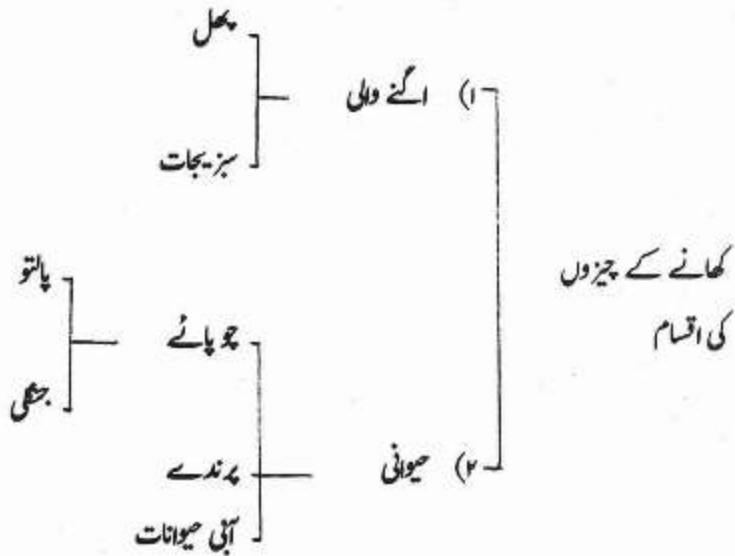 کھانے کے چیزوں
کی اقسام
۱) اگنے والی
پھل
سبزیجات
۲) حیوانی
چوپائے
پالتو
جنگلی
پرندے
آبی حیوانات